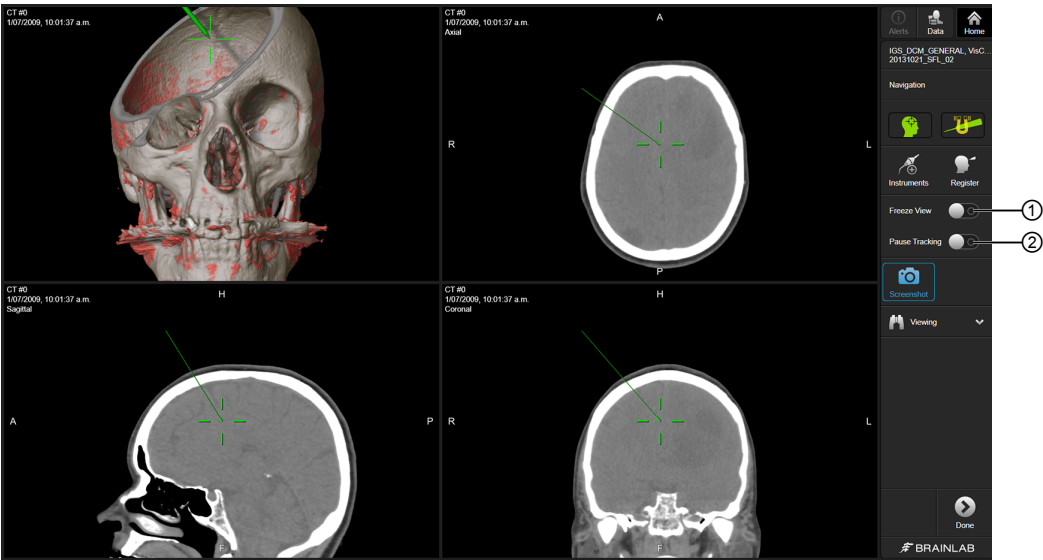 CT #0
1/07/2009, 10:01:37 a.m.
CT #0
1/07/2009, 10:01:37 a.m.
Axial
A
R
L
P
CT #0
1/07/2009, 10:01:37 a.m.
Sagittal
H
A
P
F
CT #0
1/07/2009, 10:01:37 a.m.
Coronal
H
R
L
F
Alerts
Data
Home
IGS_DCM_GENERAL, VisC...
20131021_SFL_02
Navigation
Instruments
Register
Freeze View
1
Pause Tracking
2
Screenshot
Viewing
Done
BRAINLAB